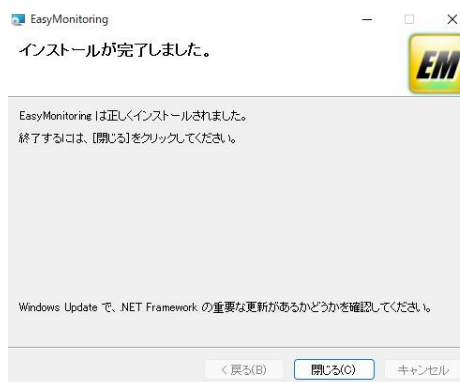 EasyMonitoring
インストールが完了しました。
EM
EasyMonitoring は正しくインストールされました。
終了するには、[閉じる]をクリックしてください。
Windows Update で、.NET Framework の重要な更新があるかどうかを確認してください。
< 戻る(B)
閉じる(C)
キャンセル